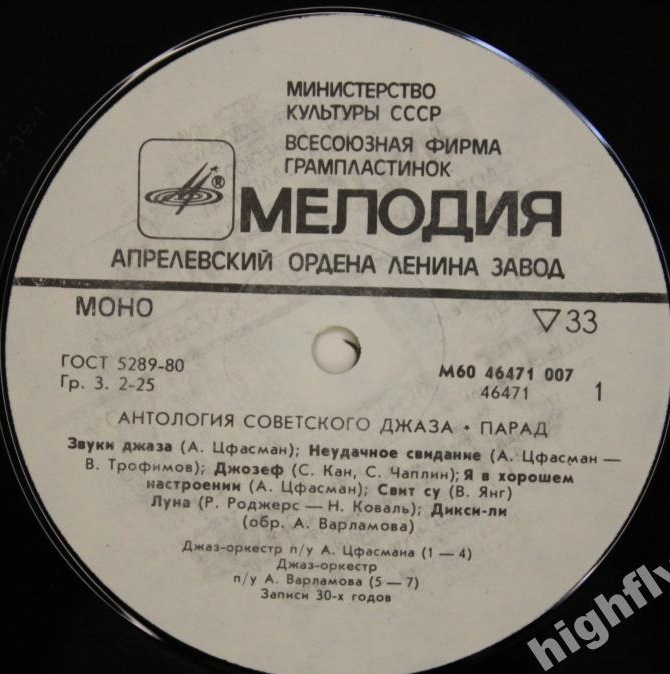 МИНИСТЕРСТВО
КУЛЬТУРЫ СССР
ВСЕСОЮЗНАЯ ФИРМА
ГРАМПЛАСТИНОК
®
МЕЛОДИЯ
АПРЕЛЕВСКИЙ ОРДЕНА ЛЕНИНА ЗАВОД
МОНО
▽33
ГОСТ 5289-80
Гр. 3. 2-25
М60 46471 007
46471
1
АНТОЛОГИЯ СОВЕТСКОГО ДЖАЗА • ПАРАД
Звуки джаза (А. Цфасман); Неудачное свидание (А. Цфасман —
В. Трофимов); Джозеф (С. Кан, С. Чаплин); Я в хорошем
настроении (А. Цфасман); Свит су (В. Янг)
Луна (Р. Роджерс — Н. Коваль); Дикси-ли
(обр. А. Варламова)
Джаз-оркестр п/у А. Цфасмана (1 — 4)
Джаз-оркестр
п/у А. Варламова (5 — 7)
Записи 30-х годов
highfly